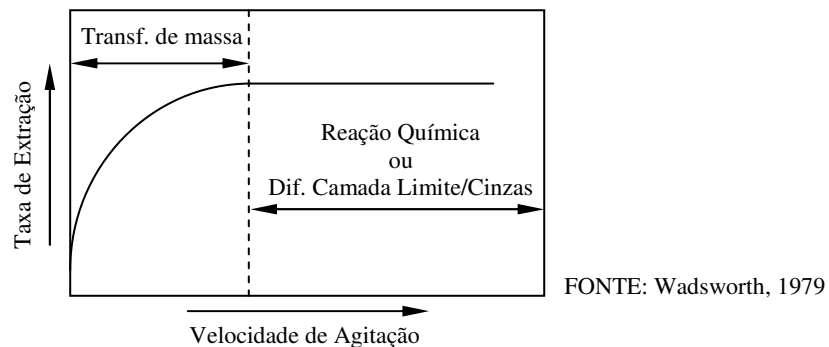 Transf. de massa
Taxa de Extração
Reação Química
ou
Dif. Camada Limite/Cinzas
FONTE: Wadsworth, 1979
Velocidade de Agitação